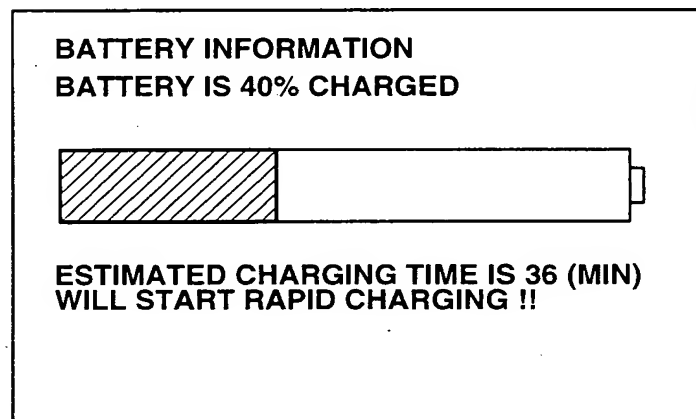 BATTERY INFORMATION
BATTERY IS 40% CHARGED
ESTIMATED CHARGING TIME IS 36 (MIN)
WILL START RAPID CHARGING !!